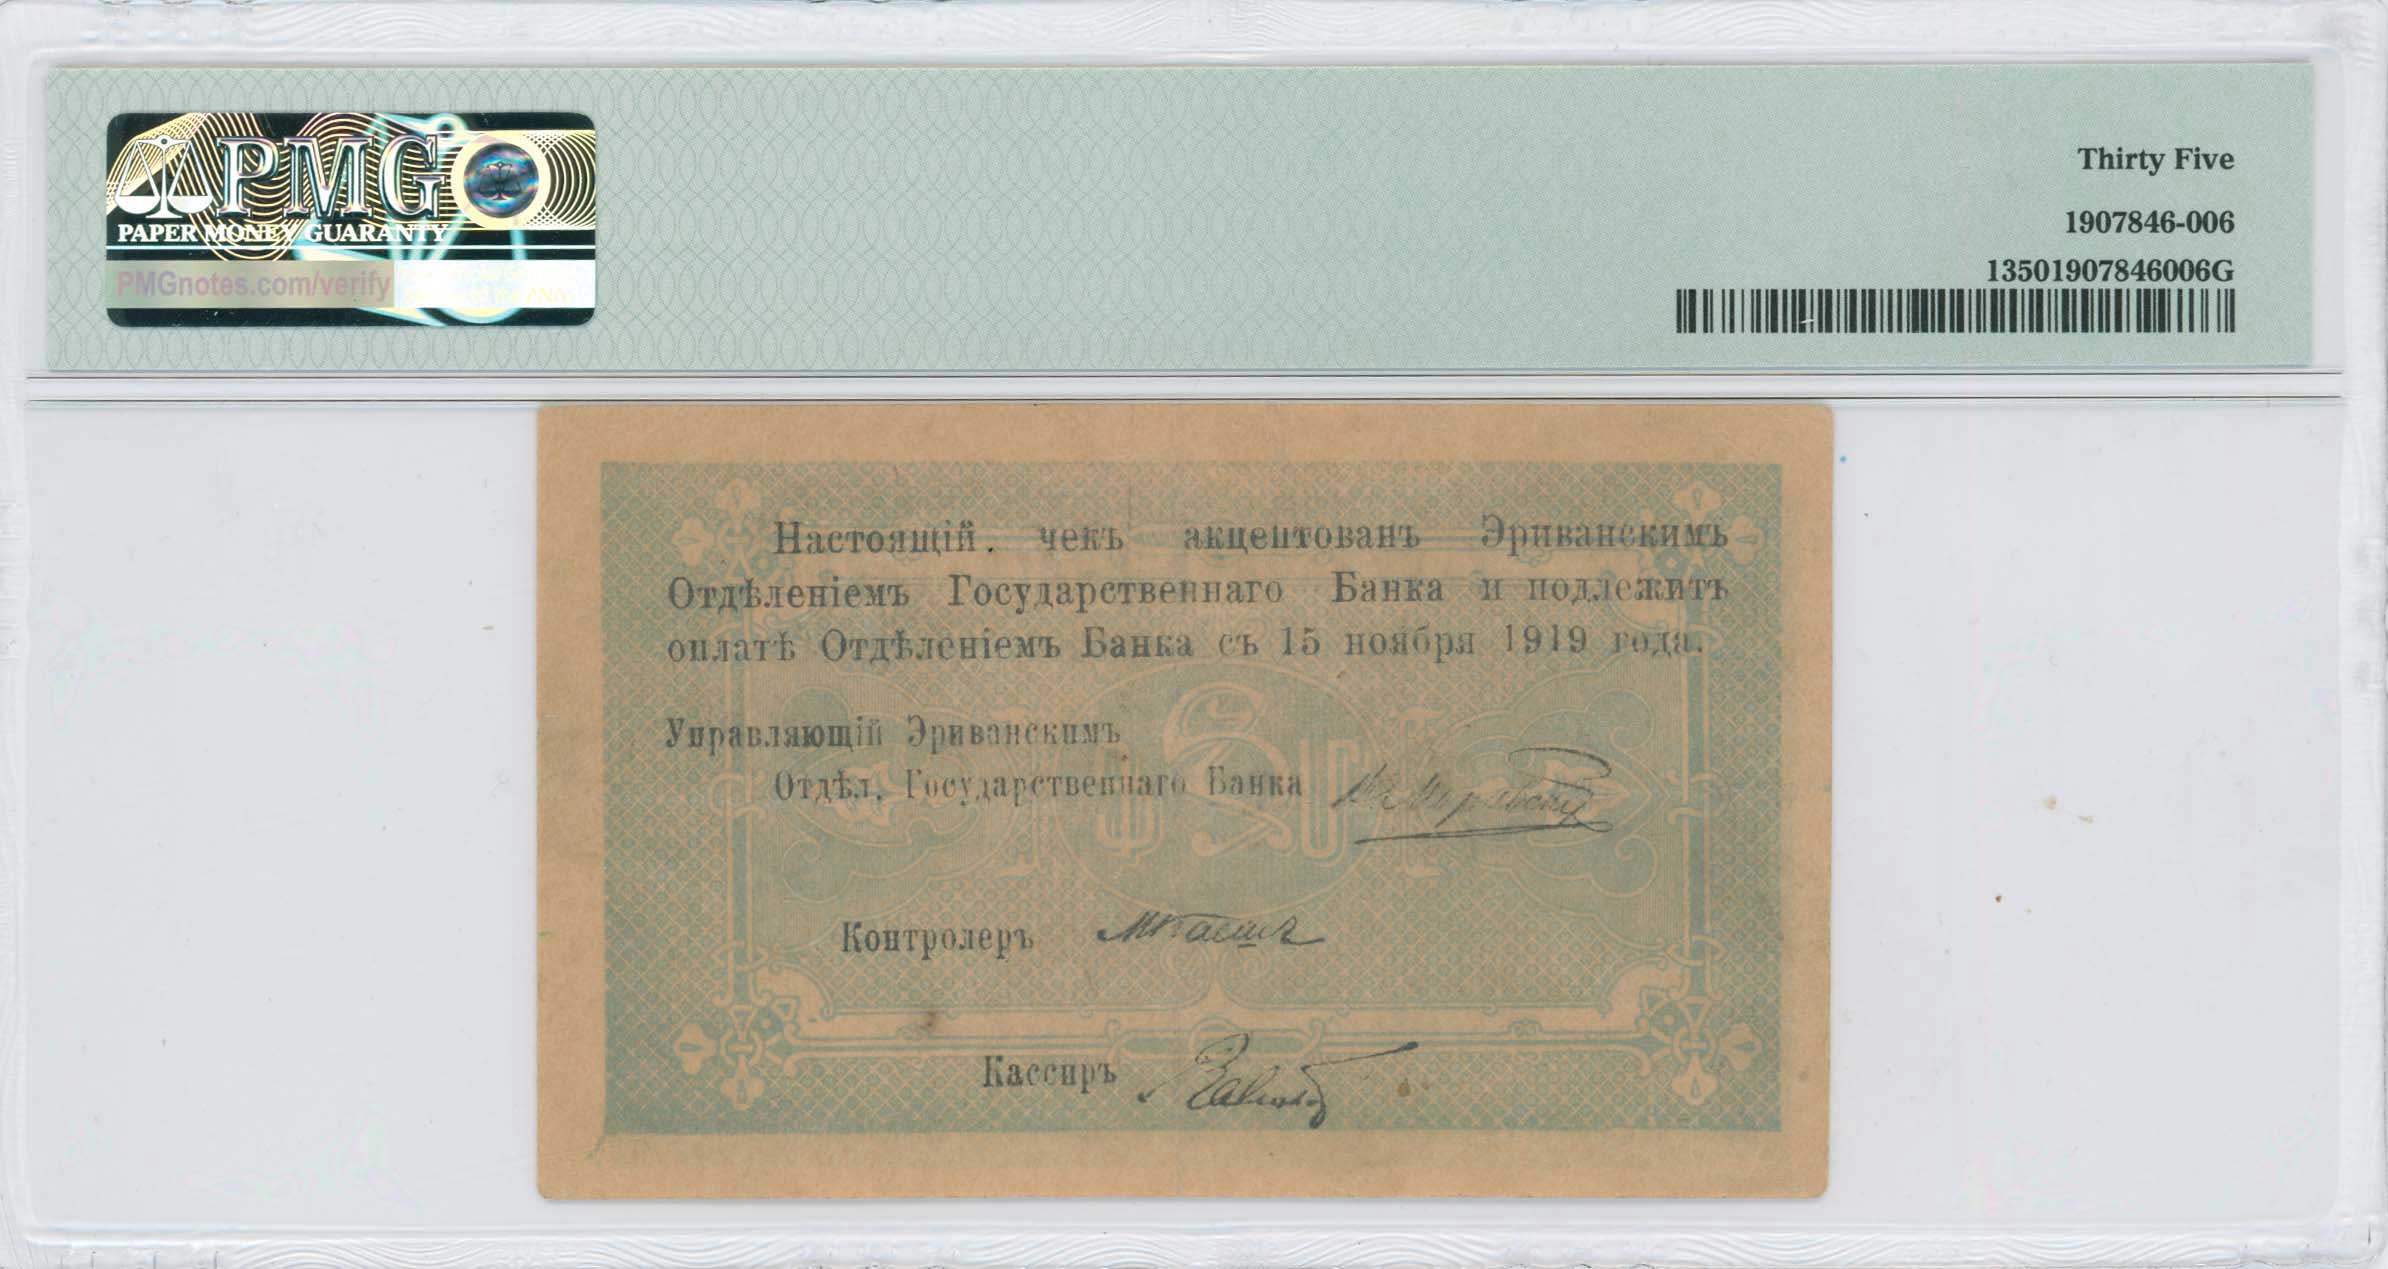 PMG
PAPER MONEY GUARANTY
PMGnotes.com/verify
Thirty Five
1907846-006
13501907846006G
Настоящій. чекъ акцептованъ Эриванскимъ
Отдѣленіемъ Государственнаго Банка и подлежитъ
оплатѣ Отдѣленіемъ Банка съ 15 ноября 1919 года.
Управляющій Эриванскимъ
Отдѣл. Государственнаго Банка
Контролеръ
Кассиръ